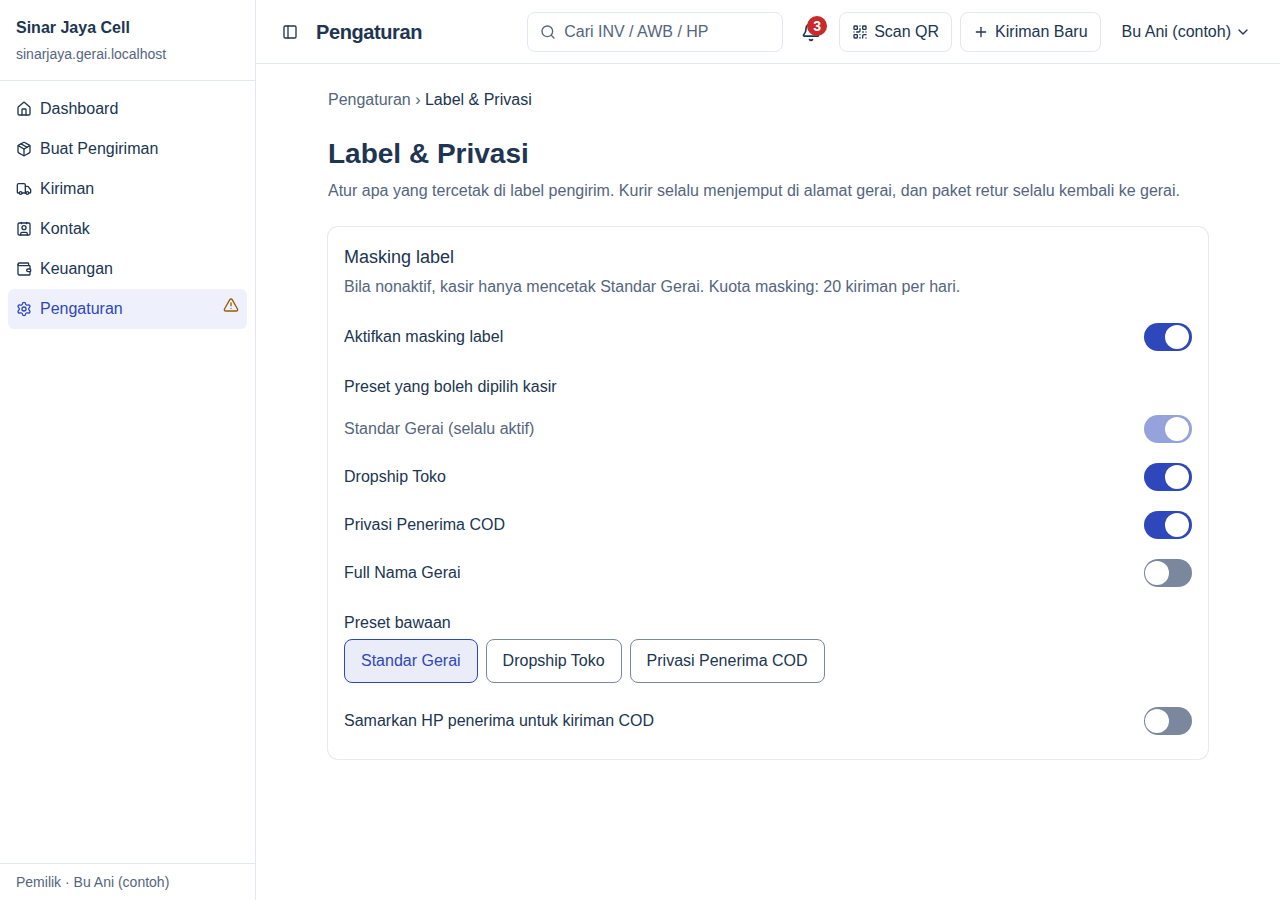 Sinar Jaya Cell
sinarjaya.gerai.localhost
Dashboard
Buat Pengiriman
Kiriman
Kontak
Keuangan
Pengaturan
Pemilik · Bu Ani (contoh)
Pengaturan
Cari INV / AWB / HP
3
Scan QR
Kiriman Baru
Bu Ani (contoh)
Pengaturan › Label & Privasi
Label & Privasi
Atur apa yang tercetak di label pengirim. Kurir selalu menjemput di alamat gerai, dan paket retur selalu kembali ke gerai.
Masking label
Bila nonaktif, kasir hanya mencetak Standar Gerai. Kuota masking: 20 kiriman per hari.
Aktifkan masking label
Preset yang boleh dipilih kasir
Standar Gerai (selalu aktif)
Dropship Toko
Privasi Penerima COD
Full Nama Gerai
Preset bawaan
Standar Gerai
Dropship Toko
Privasi Penerima COD
Samarkan HP penerima untuk kiriman COD